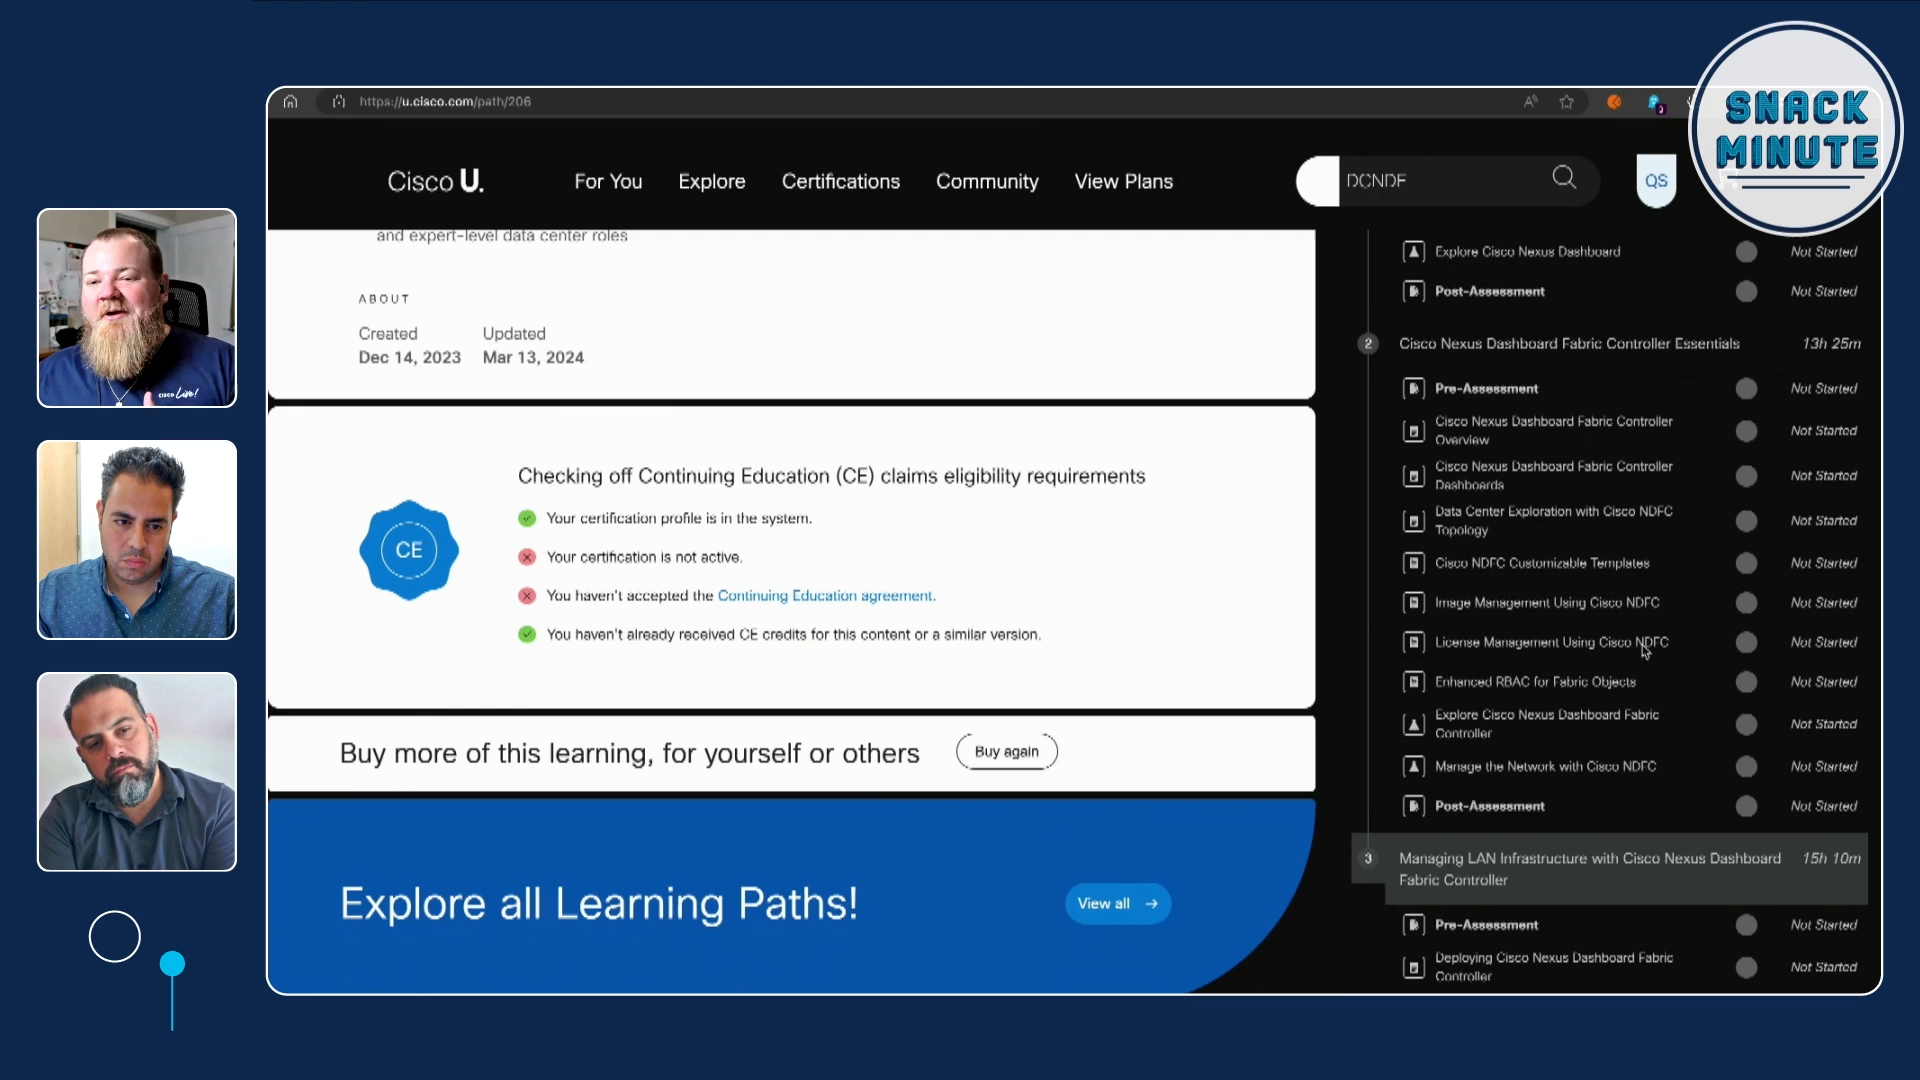 SNACK
MINUTE
https://u.cisco.com/path/206
Cisco U.
For You
Explore
Certifications
Community
View Plans
DCNDF
QS
and expert-level data center roles
ABOUT
Created
Updated
Dec 14, 2023
Mar 13, 2024
CE
Checking off Continuing Education (CE) claims eligibility requirements
Your certification profile is in the system.
Your certification is not active.
You haven't accepted the Continuing Education agreement.
You haven't already received CE credits for this content or a similar version.
Buy more of this learning, for yourself or others
Buy again
Explore all Learning Paths!
View all →
Explore Cisco Nexus Dashboard
Not Started
Post-Assessment
Not Started
2
Cisco Nexus Dashboard Fabric Controller Essentials
13h 25m
Pre-Assessment
Not Started
Cisco Nexus Dashboard Fabric Controller
Overview
Not Started
Cisco Nexus Dashboard Fabric Controller
Dashboards
Not Started
Data Center Exploration with Cisco NDFC
Topology
Not Started
Cisco NDFC Customizable Templates
Not Started
Image Management Using Cisco NDFC
Not Started
License Management Using Cisco NDFC
Not Started
Enhanced RBAC for Fabric Objects
Not Started
Explore Cisco Nexus Dashboard Fabric
Controller
Not Started
Manage the Network with Cisco NDFC
Not Started
Post-Assessment
Not Started
3
Managing LAN Infrastructure with Cisco Nexus Dashboard
Fabric Controller
15h 10m
Pre-Assessment
Not Started
Deploying Cisco Nexus Dashboard Fabric
Controller
Not Started
CISCO Live!